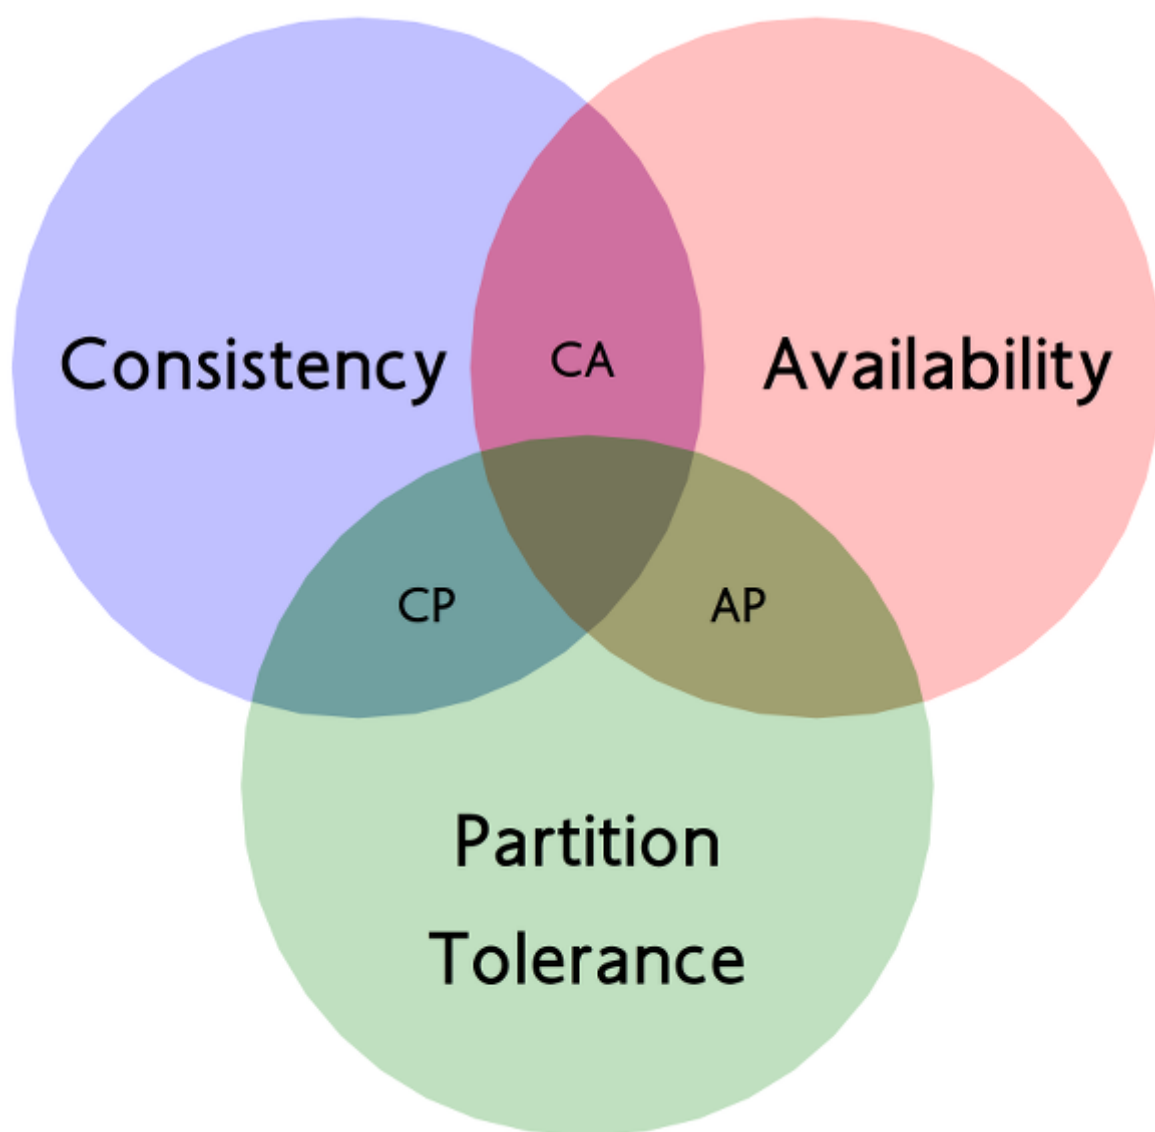 Consistency
CA
Availability
CP
AP
Partition
Tolerance